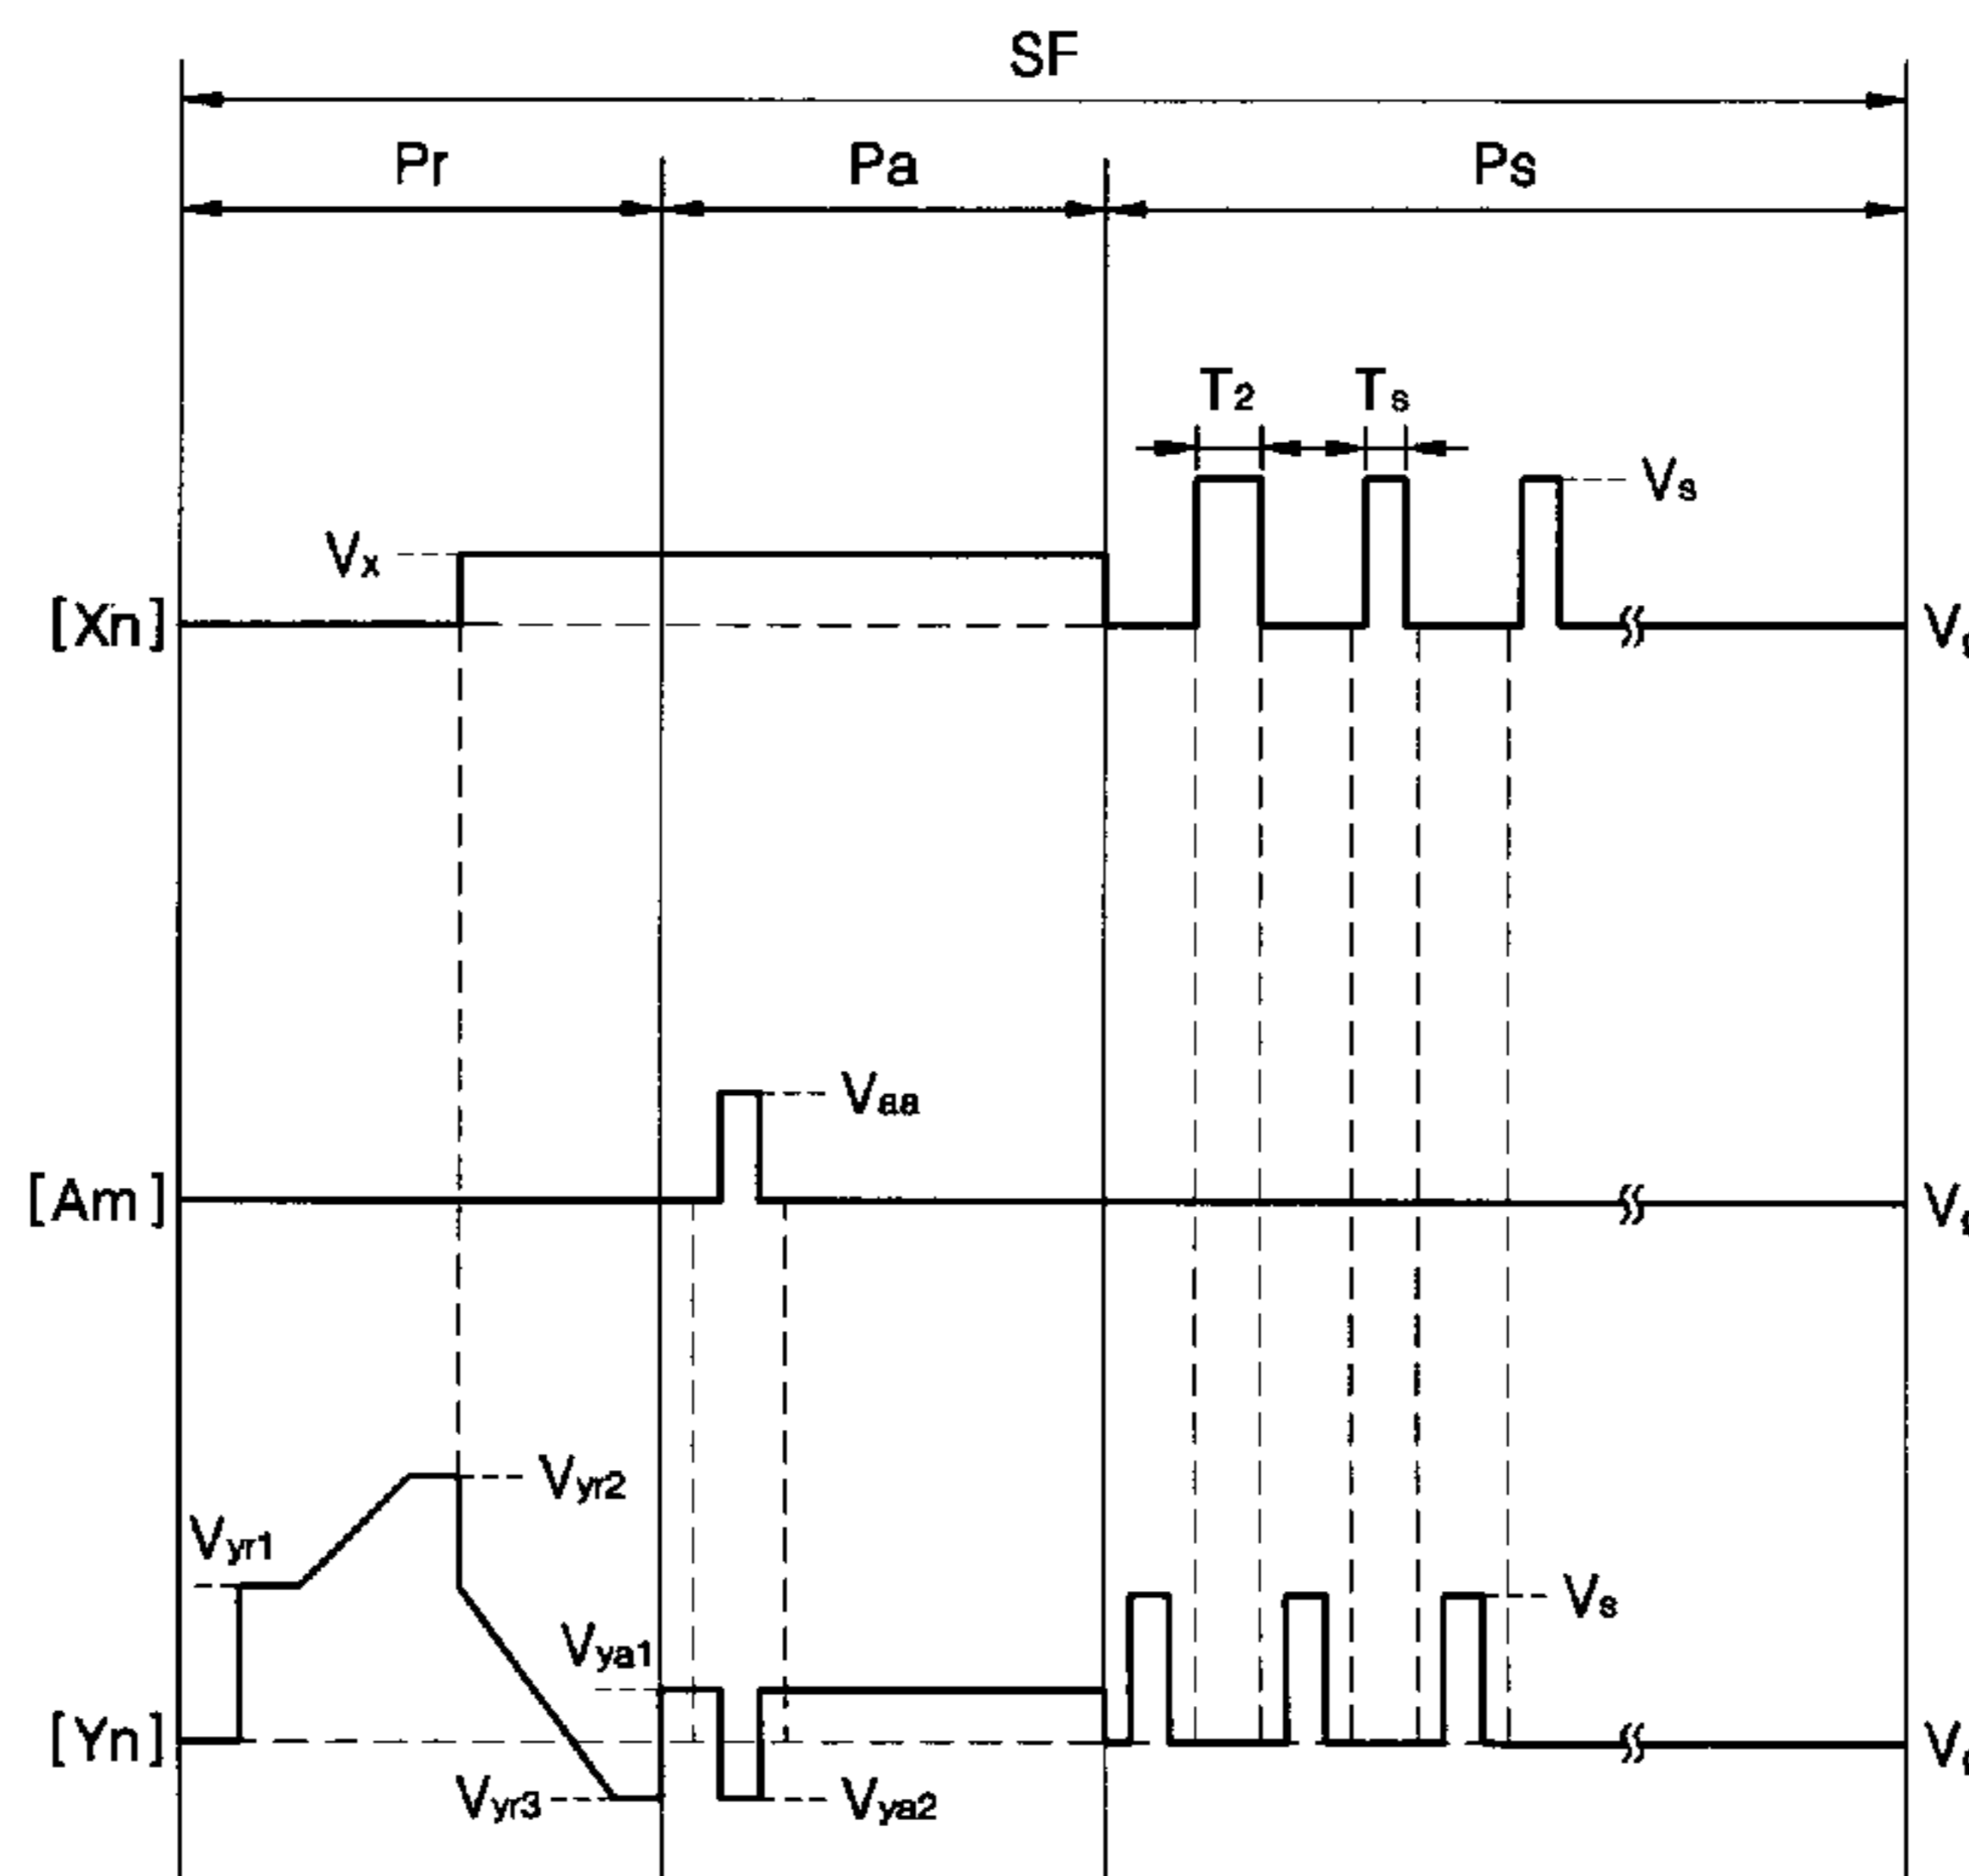 SF
Pr Pa Ps
T2 Ts
Vs
Vx
[Xn]
Vaa
[Am]
Vyr2
Vyr1
Vs
Vya1
[Yn]
Vyr3 Vya2